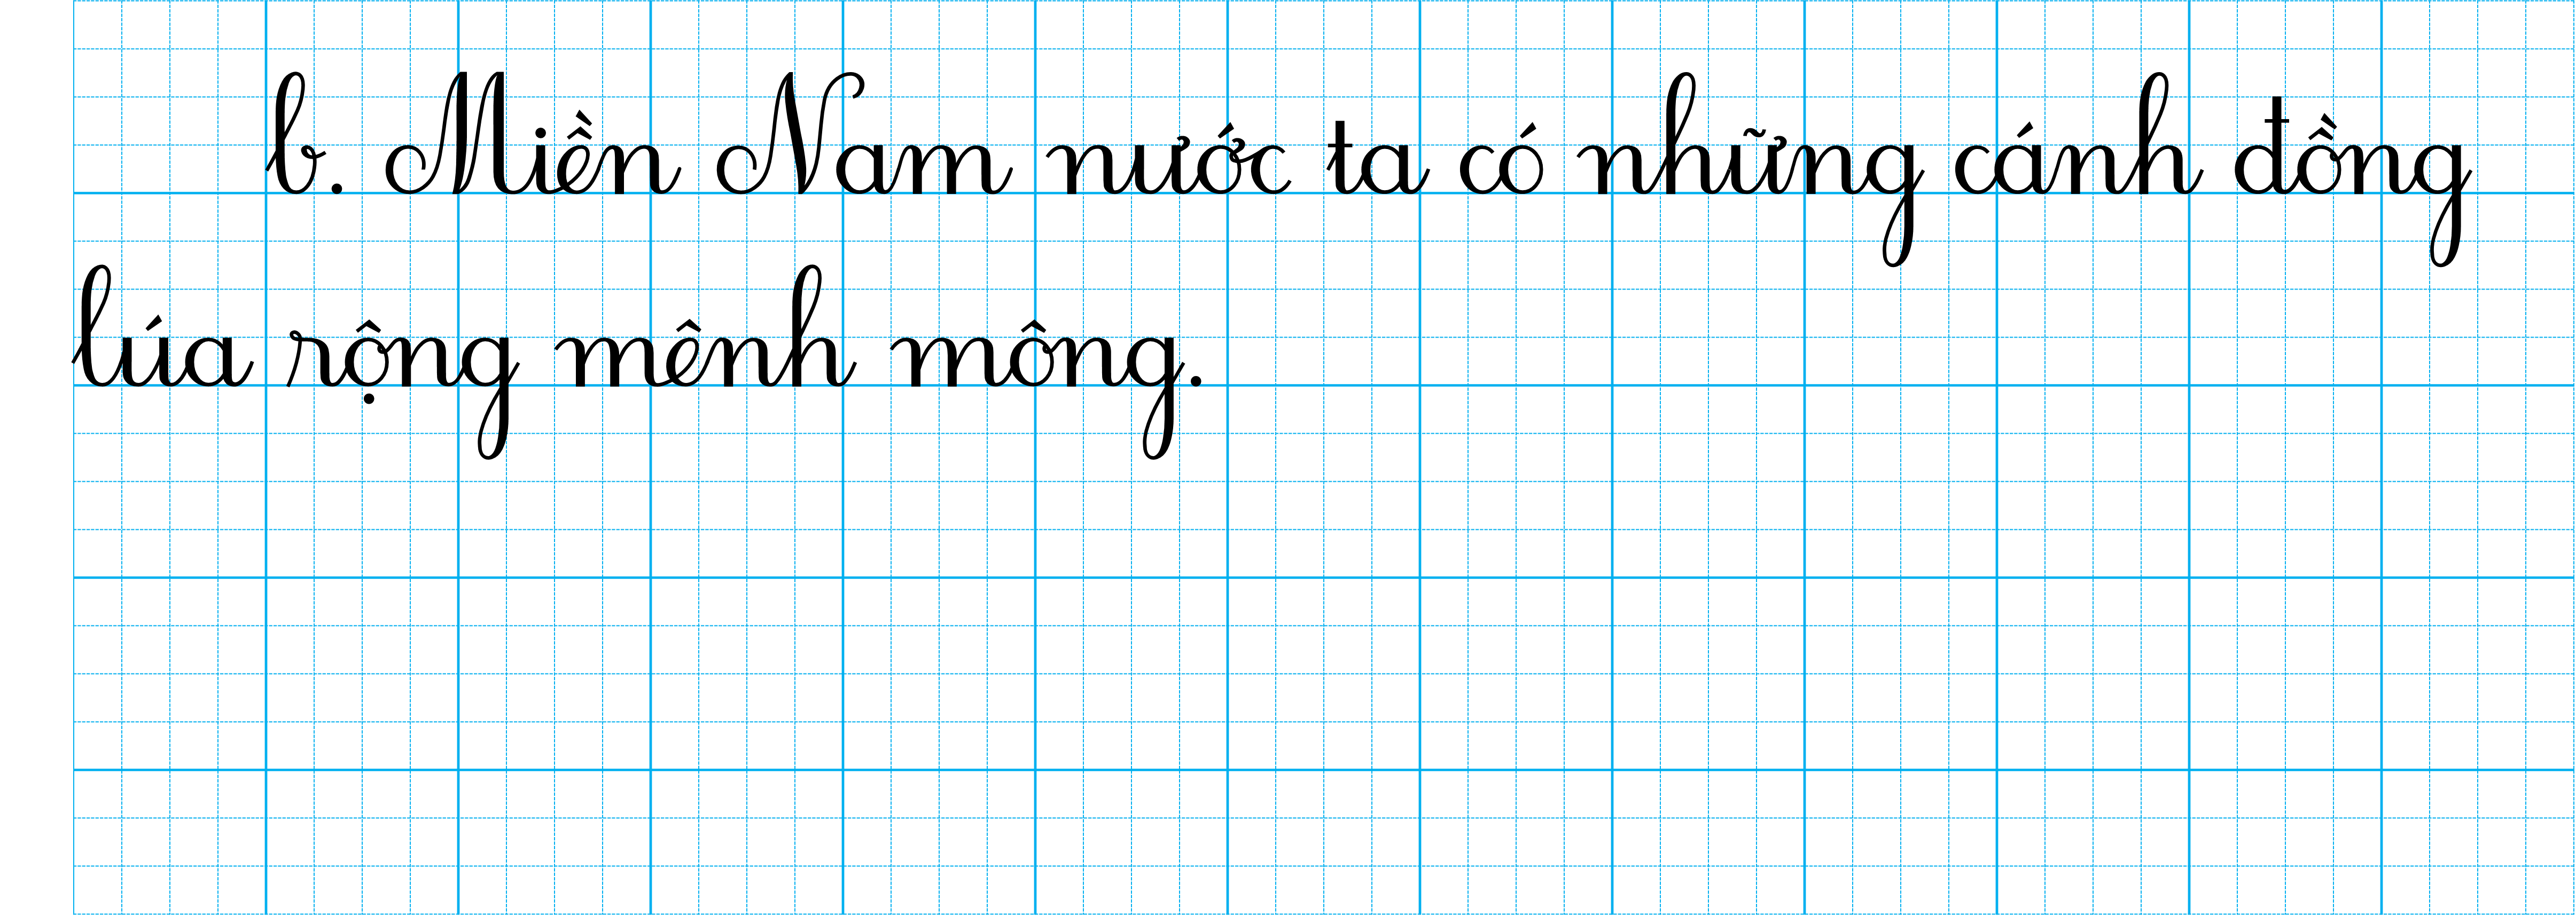 b. Miền Nam nước ta có những cánh đồng
lúa rộng mênh mông.